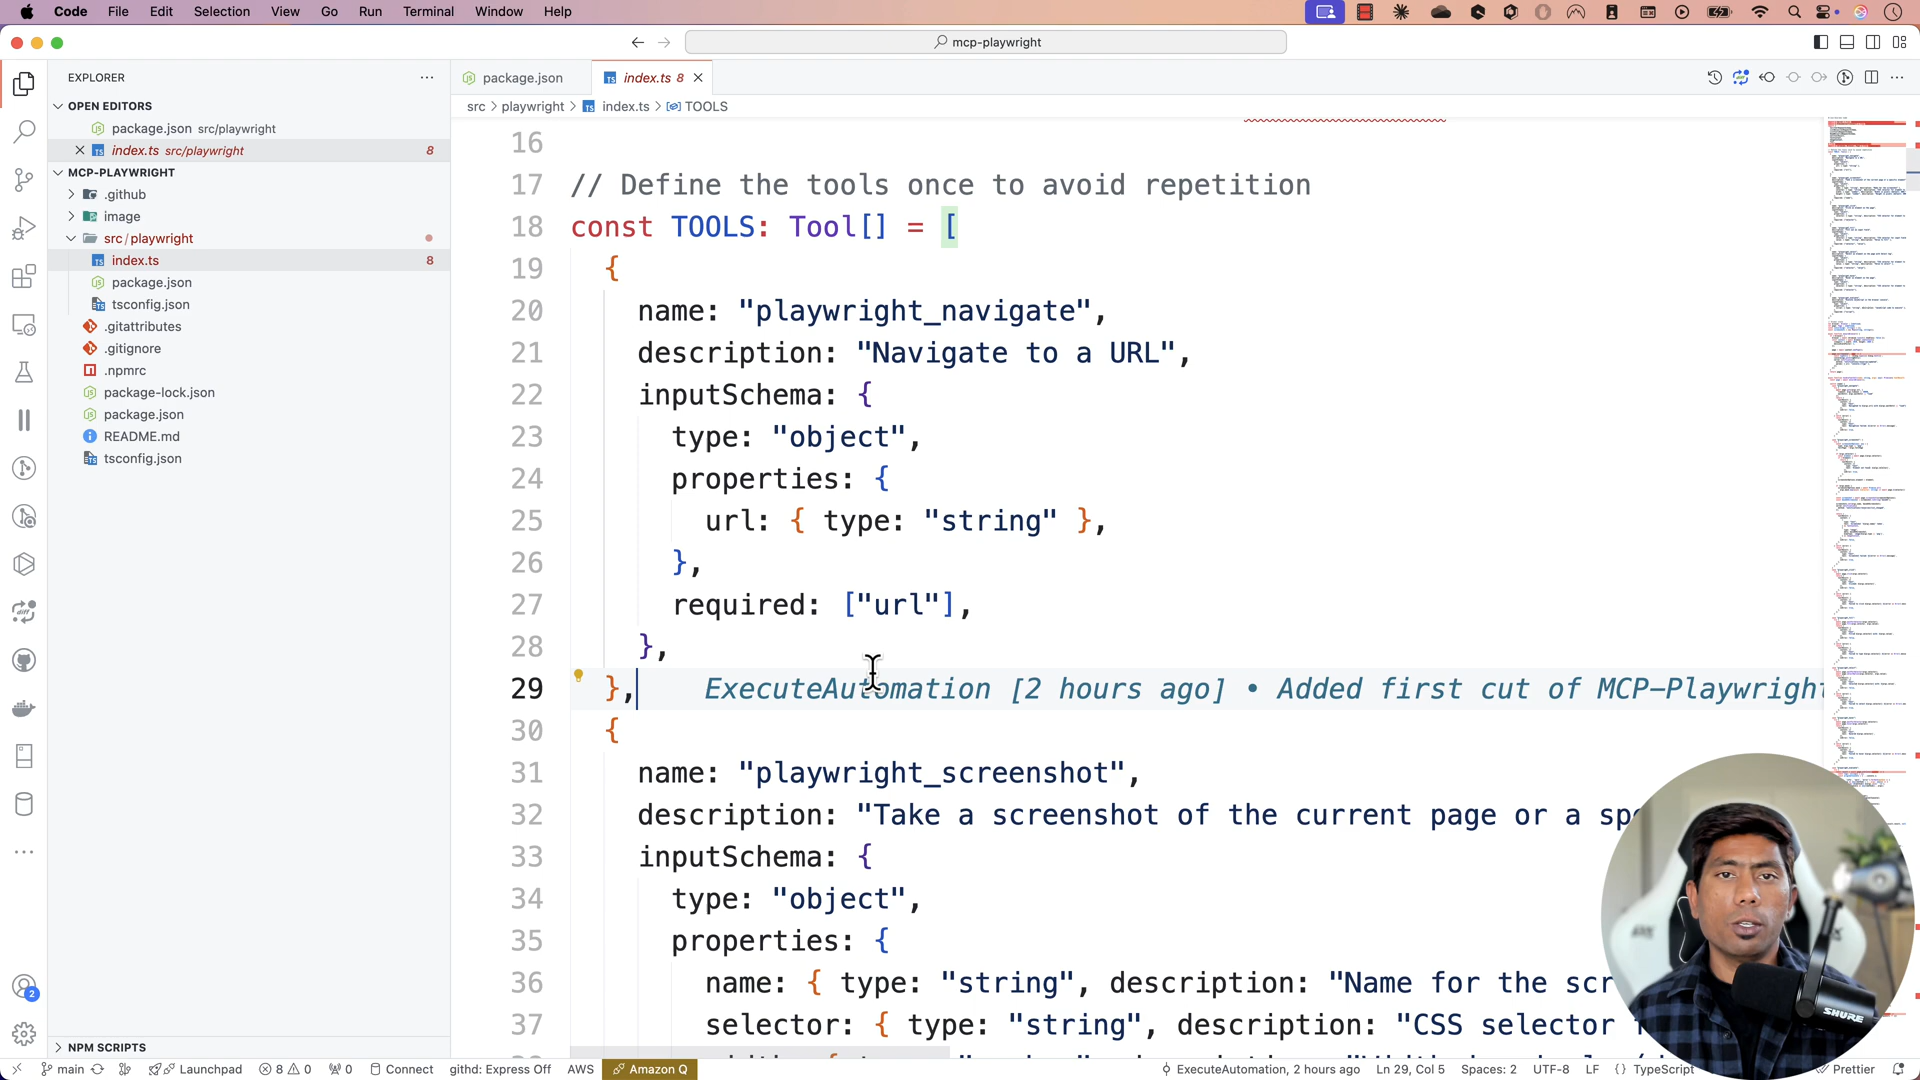 Code File Edit Selection View Go Run Terminal Window Help
mcp-playwright
EXPLORER
OPEN EDITORS
package.json src/playwright
index.ts src/playwright 8
MCP-PLAYWRIGHT
.github
image
src/playwright
index.ts 8
package.json
tsconfig.json
.gitattributes
.gitignore
.npmrc
package-lock.json
package.json
README.md
tsconfig.json
NPM SCRIPTS
2
package.json
index.ts 8
src > playwright > index.ts > TOOLS
16
17 // Define the tools once to avoid repetition
18 const TOOLS: Tool[] = [
19 {
20 name: "playwright_navigate",
21 description: "Navigate to a URL",
22 inputSchema: {
23 type: "object",
24 properties: {
25 url: { type: "string" },
26 },
27 required: ["url"],
28 },
29 }, ExecuteAutomation [2 hours ago] • Added first cut of MCP-Playwright
30 {
31 name: "playwright_screenshot",
32 description: "Take a screenshot of the current page or a
33 inputSchema: {
34 type: "object",
35 properties: {
36 name: { type: "string", description: "Name for the
37 selector: { type: "string", description: "CSS selector
SHURE
main Launchpad 8 0 0 Connect githd: Express Off AWS Amazon Q ExecuteAutomation, 2 hours ago Ln 29, Col 5 Spaces: 2 UTF-8 LF {} TypeScript Prettier